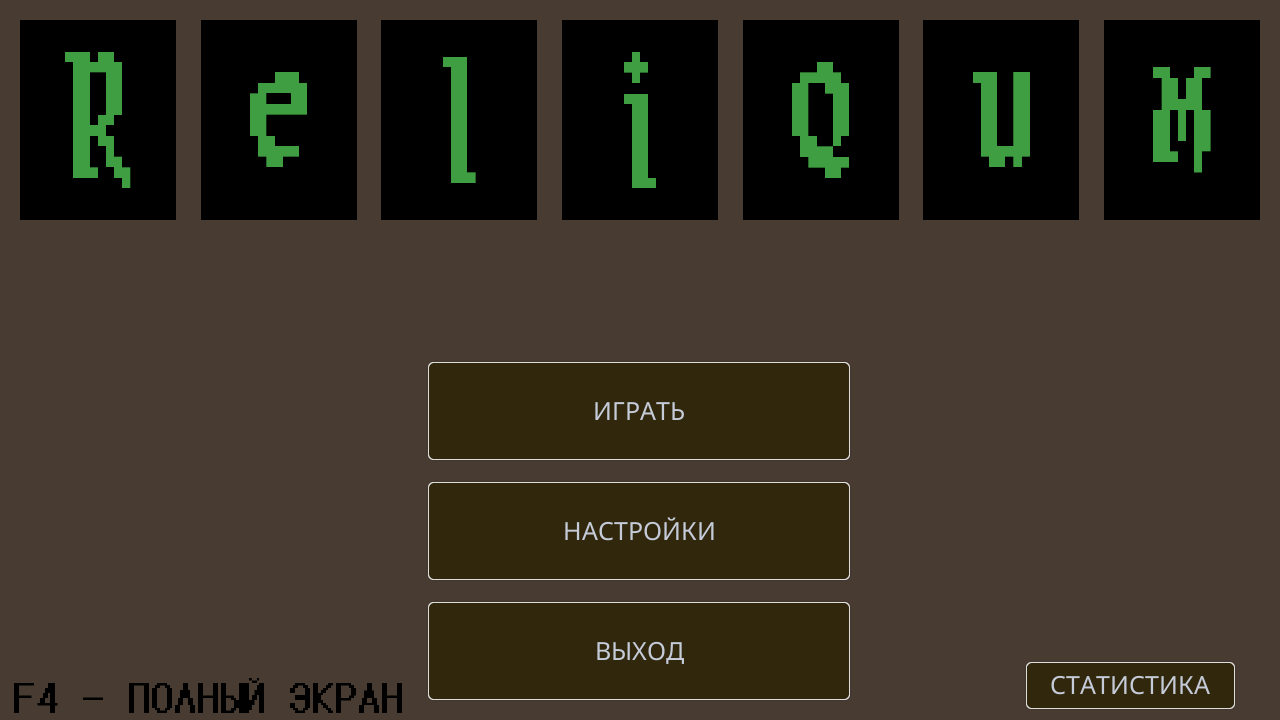 ReliQuM
ИГРАТЬ
НАСТРОЙКИ
ВЫХОД
F4 - ПОЛНЫЙ ЭКРАН
СТАТИСТИКА